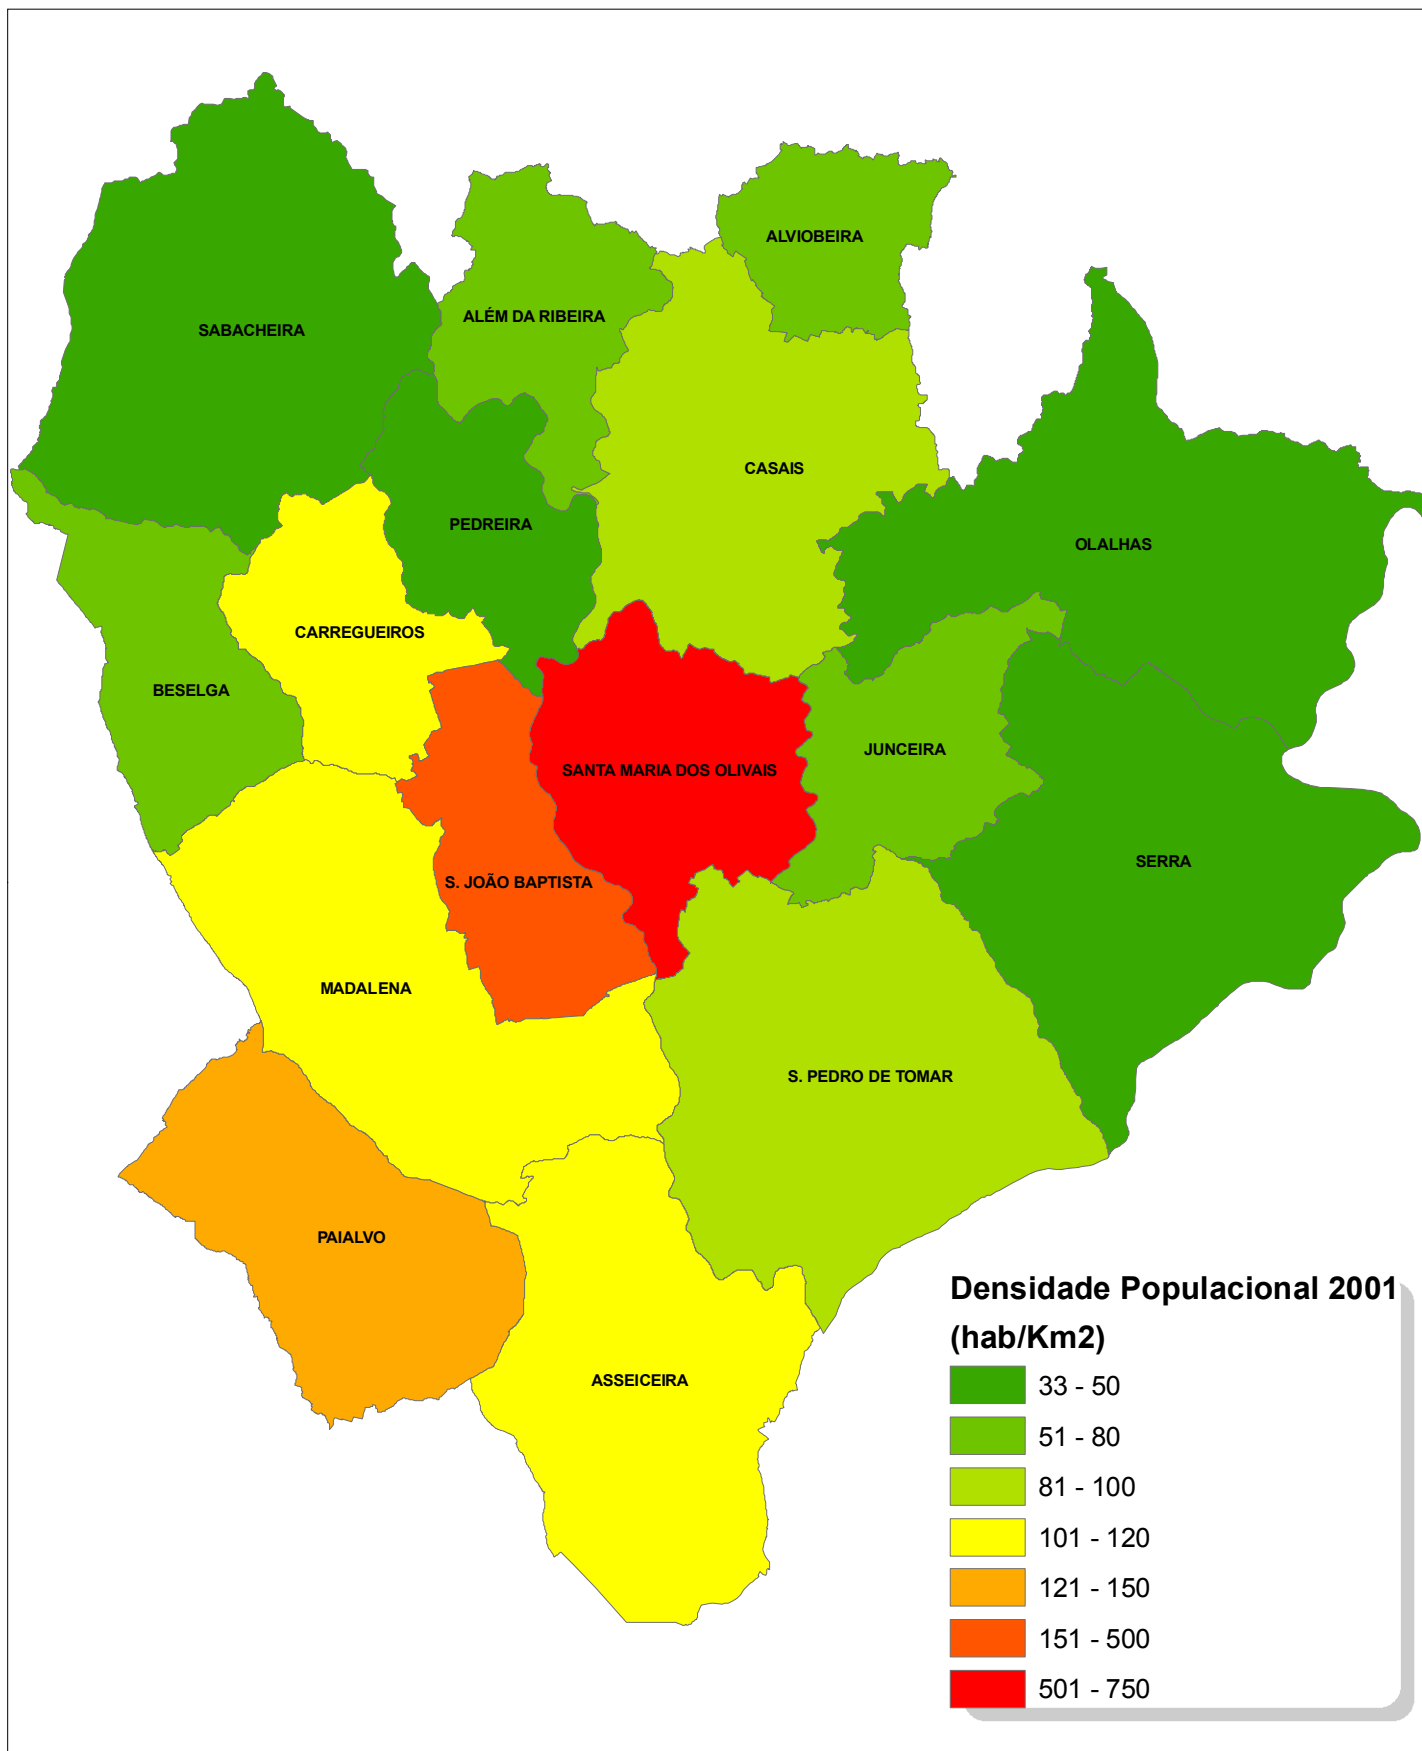 ALVIOBEIRA
ALÉM DA RIBEIRA
SABACHEIRA
CASAIS
PEDREIRA
OLALHAS
CARREGUEIROS
BESELGA
JUNCEIRA
SANTA MARIA DOS OLIVAIS
SERRA
S. JOÃO BAPTISTA
MADALENA
S. PEDRO DE TOMAR
PAIALVO
ASSEICEIRA
Densidade Populacional 2001
(hab/Km2)
33 - 50
51 - 80
81 - 100
101 - 120
121 - 150
151 - 500
501 - 750